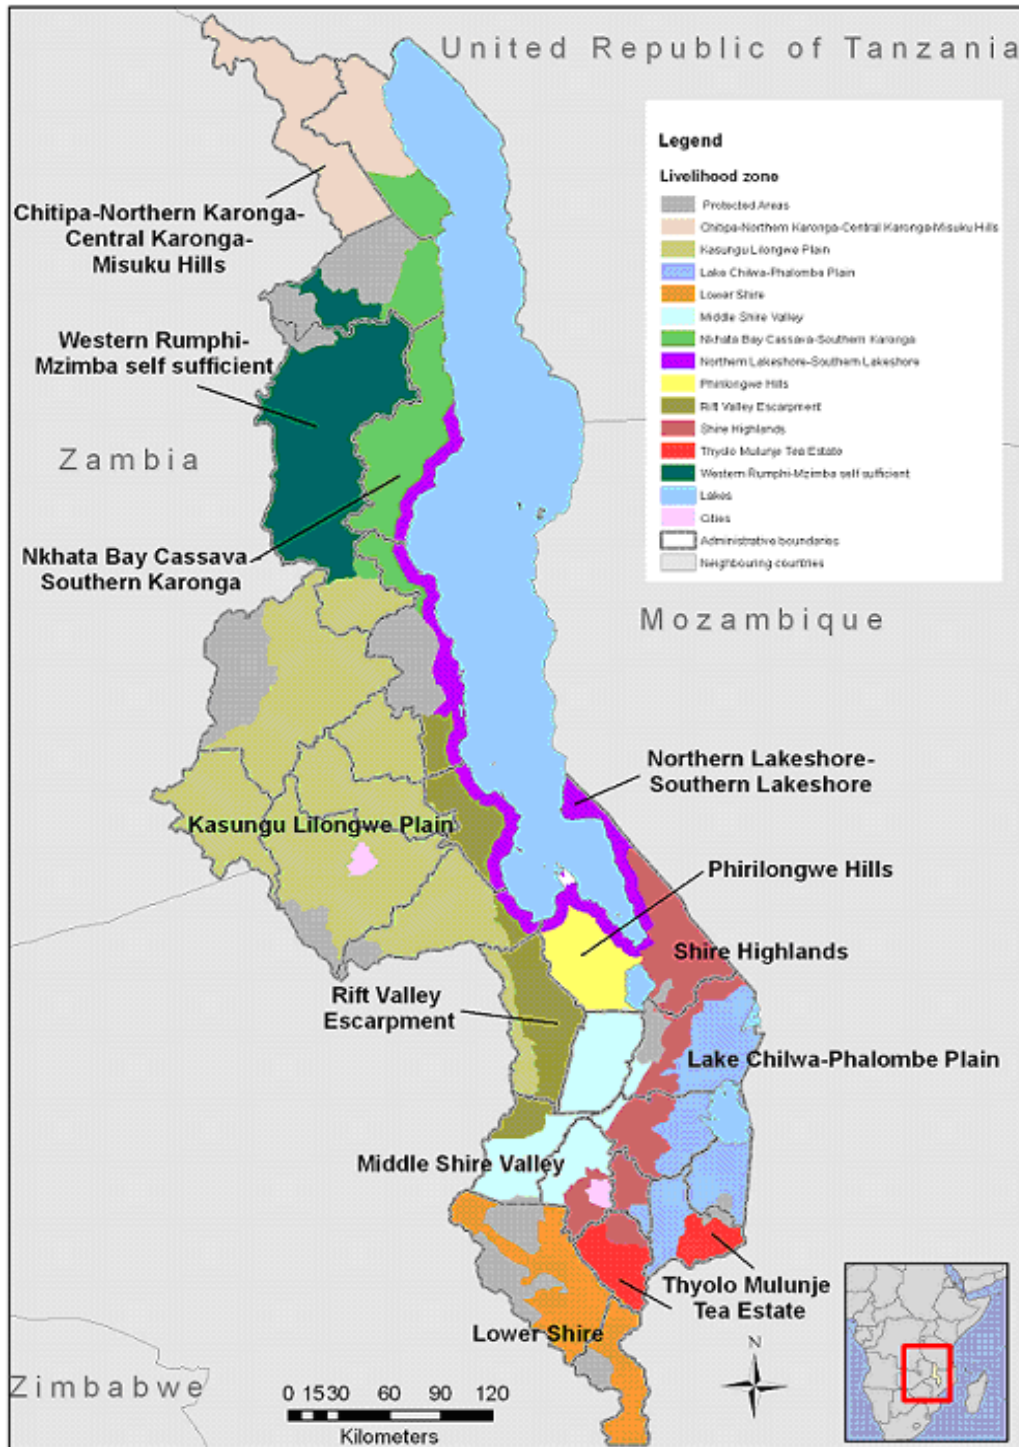 United Republic of Tanzania
Legend
Livelihood zone
Protected Areas
Chitipa-Northern Karonga-Central Karonga-Misuku Hills
Kasungu Lilongwe Plain
Lake Chilwa-Phalombe Plain
Lower Shire
Middle Shire Valley
Nkhata Bay Cassava-Southern Karonga
Northern Lakeshore-Southern Lakeshore
Phirilongwe Hills
Rift Valley Escarpment
Shire Highlands
Thyolo Mulunje Tea Estate
Western Rumphi-Mzimba self sufficient
Lakes
Cities
Administrative boundaries
Neighbouring countries
Chitipa-Northern Karonga-
Central Karonga-
Misuku Hills
Western Rumphi-
Mzimba self sufficient
Zambia
Nkhata Bay Cassava
Southern Karonga
Mozambique
Northern Lakeshore-
Southern Lakeshore
Kasungu Lilongwe Plain
Phirilongwe Hills
Shire Highlands
Rift Valley
Escarpment
Lake Chilwa-Phalombe Plain
Middle Shire Valley
Thyolo Mulunje
Tea Estate
Lower Shire
Zimbabwe
N
0 15 30 60 90 120
Kilometers